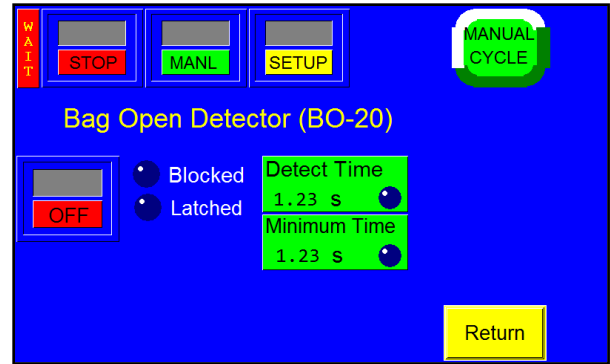 WAIT
STOP
MANL
SETUP
MANUAL
CYCLE
Bag Open Detector (BO-20)
OFF
Blocked
Latched
Detect Time
1.23 s
Minimum Time
1.23 s
Return